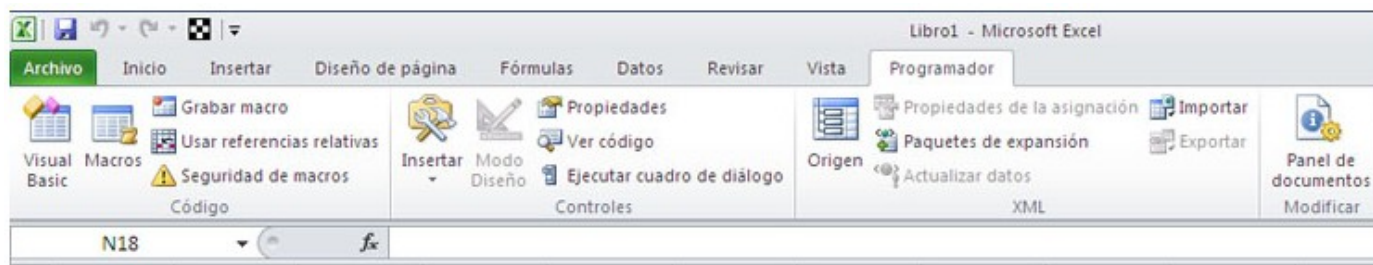 Libro1 - Microsoft Excel
Archivo Inicio Insertar Diseño de página Fórmulas Datos Revisar Vista Programador
Visual Basic
Macros
Grabar macro
Usar referencias relativas
Seguridad de macros
Código
Insertar
Modo Diseño
Propiedades
Ver código
Ejecutar cuadro de diálogo
Controles
Origen
Propiedades de la asignación
Paquetes de expansión
Actualizar datos
Importar
Exportar
XML
Panel de documentos
Modificar
N18 fx